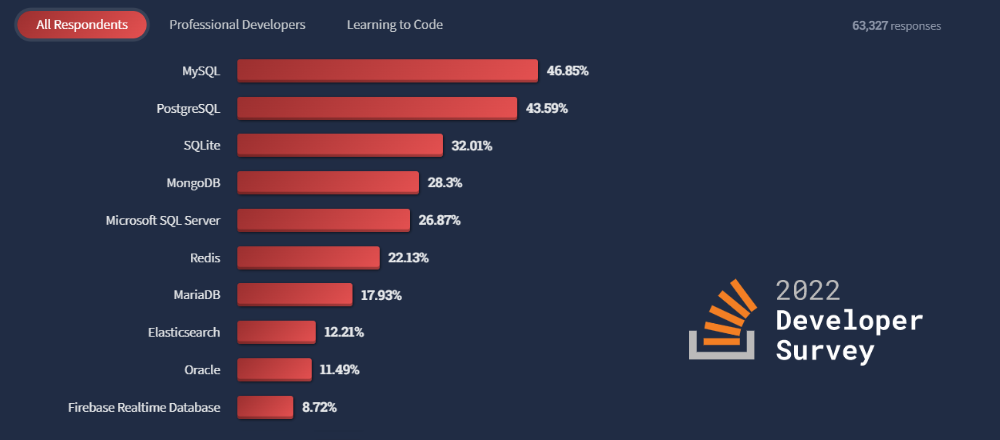 All Respondents Professional Developers Learning to Code 63,327 responses
MySQL 46.85%
PostgreSQL 43.59%
SQLite 32.01%
MongoDB 28.3%
Microsoft SQL Server 26.87%
Redis 22.13%
MariaDB 17.93%
Elasticsearch 12.21%
Oracle 11.49%
Firebase Realtime Database 8.72%
2022
Developer
Survey